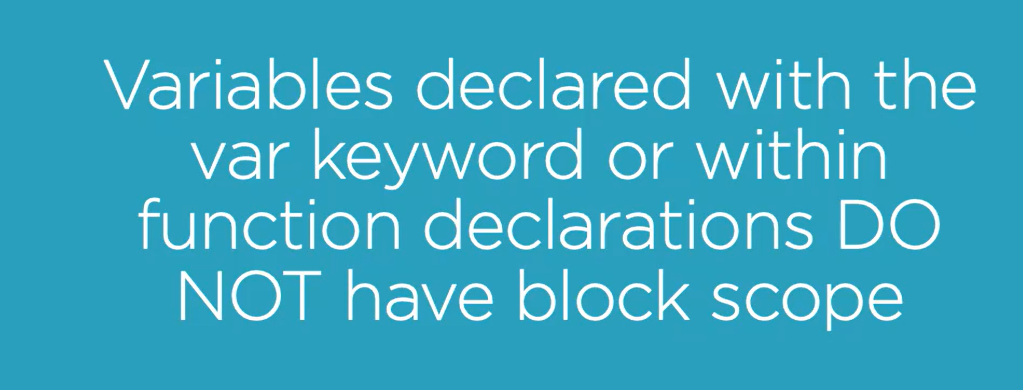 Variables declared with the
var keyword or within
function declarations DO
NOT have block scope